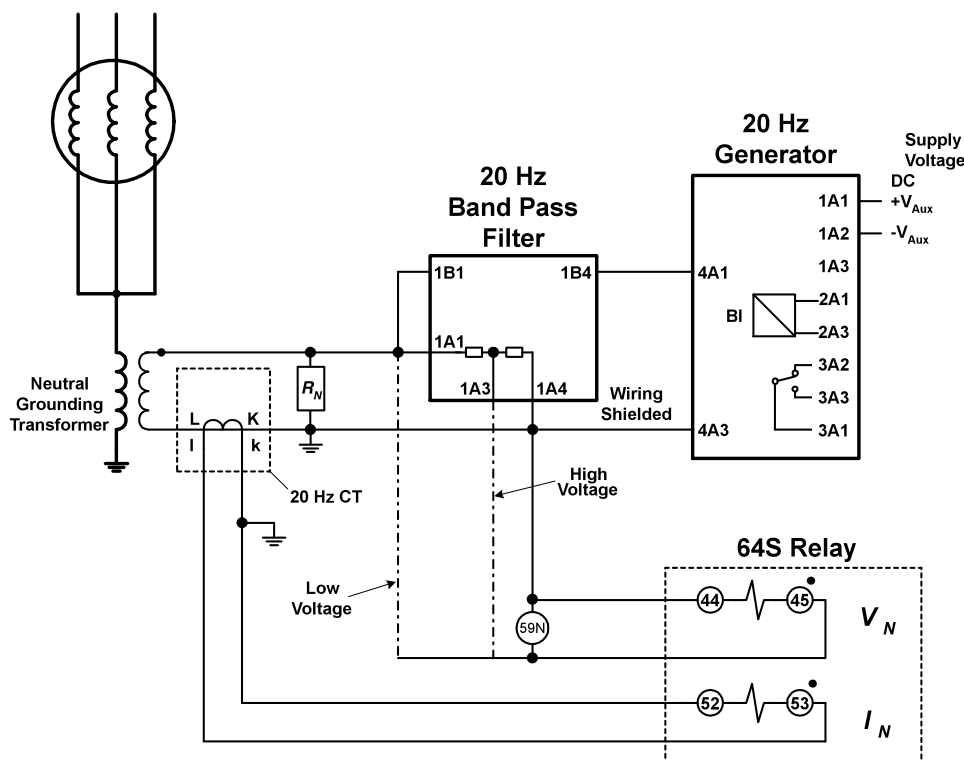 20 Hz
Generator
Supply
Voltage
DC
+VAux
-VAux
20 Hz
Band Pass
Filter
1A1
1A2
1A3
BI
2A1
2A3
3A2
3A3
3A1
4A1
4A3
1B1
1B4
1A1
1A3
1A4
Wiring
Shielded
RN
Neutral
Grounding
Transformer
L
K
l
k
20 Hz CT
High
Voltage
Low
Voltage
64S Relay
59N
44
45
VN
52
53
IN